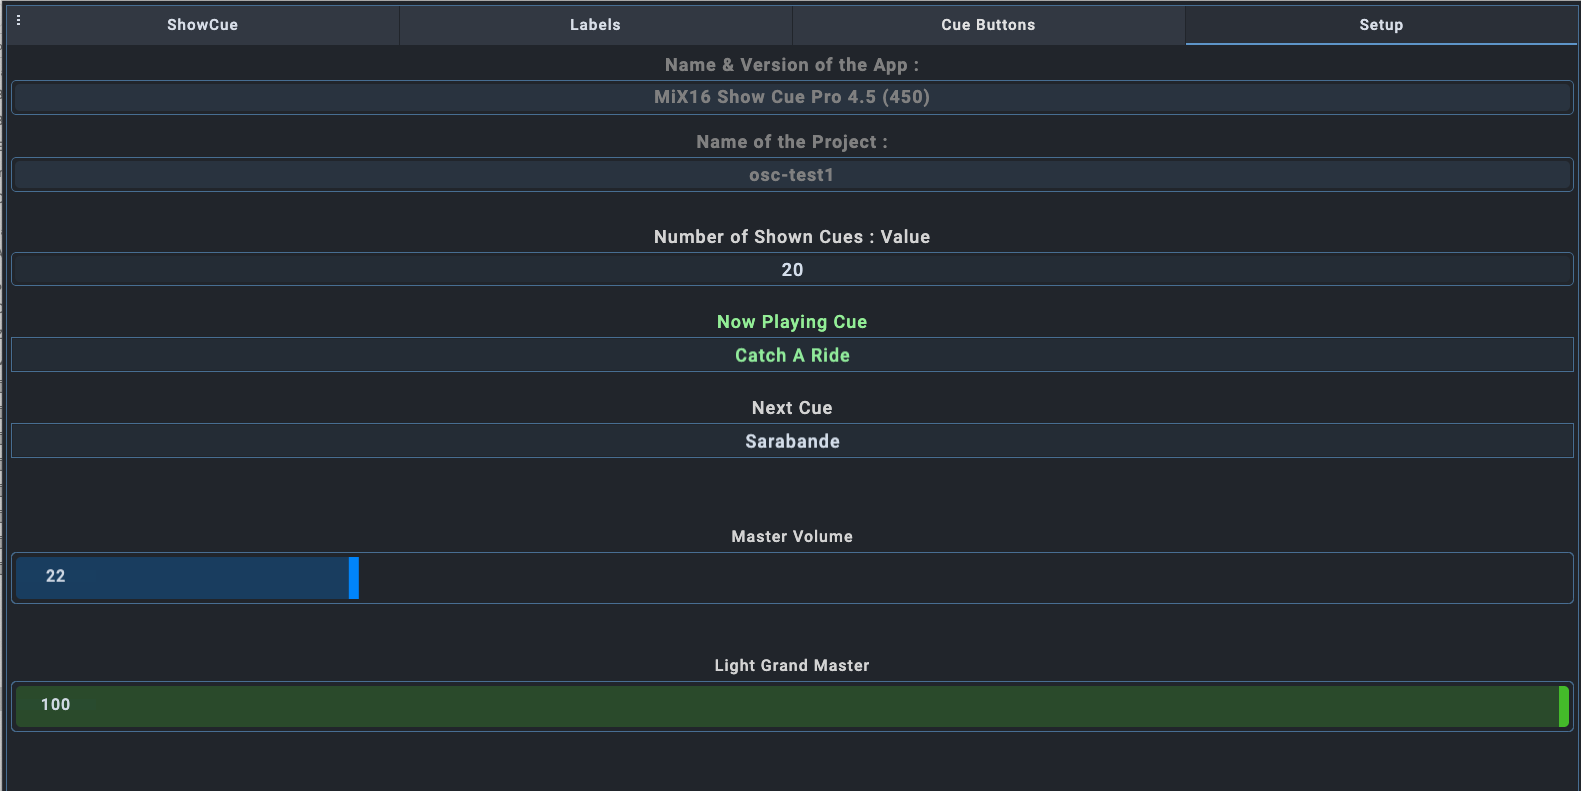 ShowCue
Labels
Cue Buttons
Setup
Name & Version of the App :
MiX16 Show Cue Pro 4.5 (450)
Name of the Project :
osc-test1
Number of Shown Cues : Value
20
Now Playing Cue
Catch A Ride
Next Cue
Sarabande
Master Volume
22
Light Grand Master
100